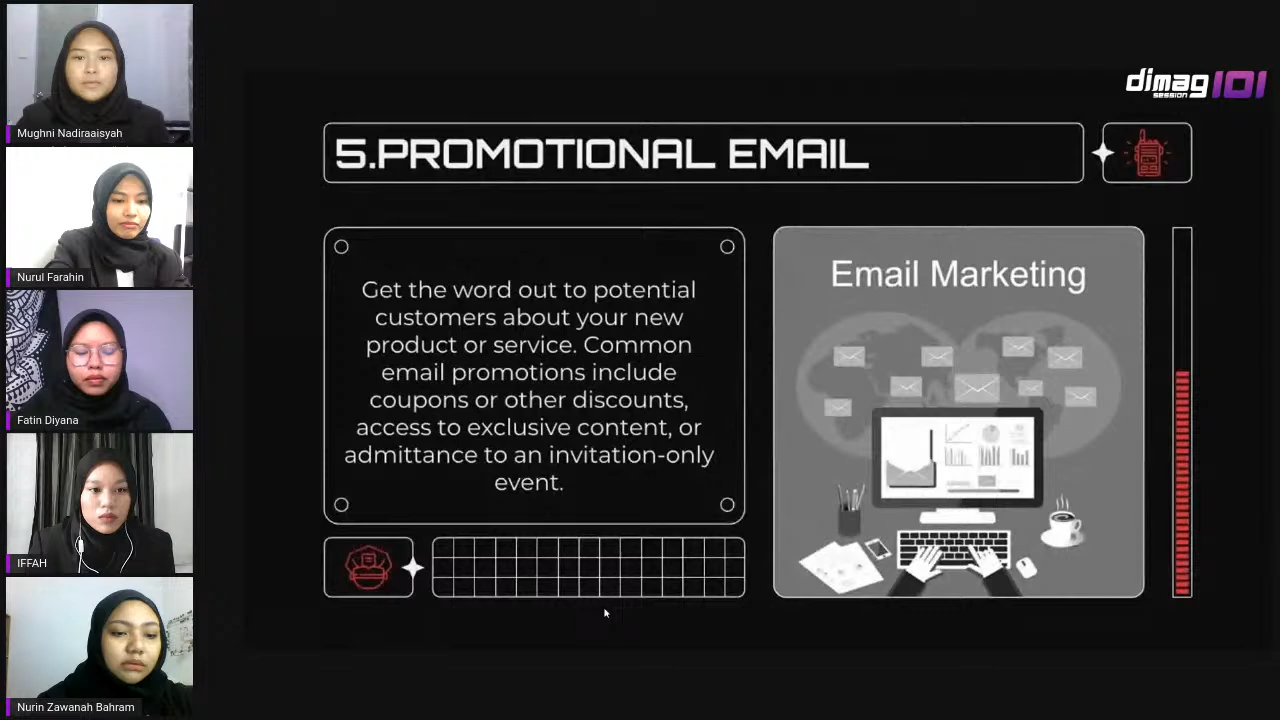 Mughni Nadiraaisyah
Nurul Farahin
Fatin Diyana
IFFAH
Nurin Zawanah Bahram
dimag 101
SESSION
5.PROMOTIONAL EMAIL
Get the word out to potential
customers about your new
product or service. Common
email promotions include
coupons or other discounts,
access to exclusive content, or
admittance to an invitation-only
event.
Email Marketing